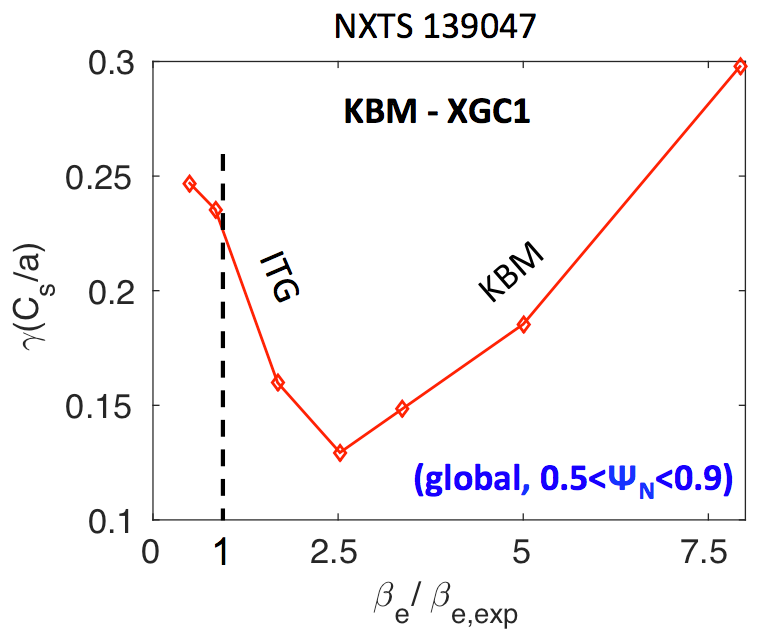 NXTS 139047
KBM - XGC1
0.3
0.25
0.2
0.15
0.1
γ(Cs/a)
ITG
KBM
(global, 0.5<ΨN<0.9)
0 1 2.5 5 7.5
βe/ βe,exp